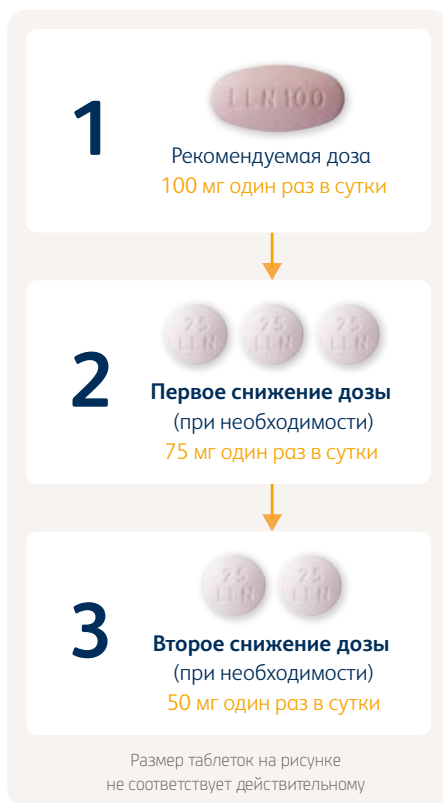 1
LLN 100
Рекомендуемая доза
100 мг один раз в сутки
2
25 25 25
LLN LLN LLN
Первое снижение дозы
(при необходимости)
75 мг один раз в сутки
3
25 25
LLN LLN
Второе снижение дозы
(при необходимости)
50 мг один раз в сутки
Размер таблеток на рисунке
не соответствует действительному